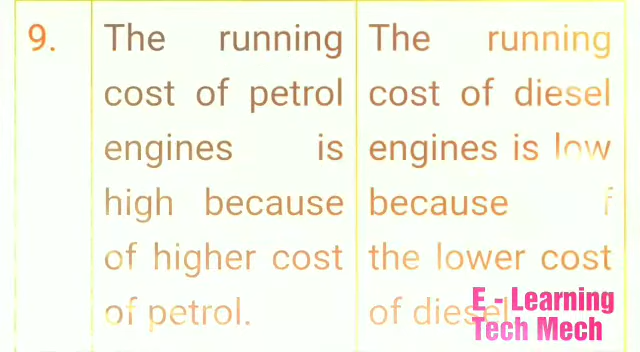 9.
The running
cost of petrol
engines is
high because
of higher cost
of petrol.
The running
cost of diesel
engines is low
because
the lower cost
of diesel
E - Learning
Tech Mech